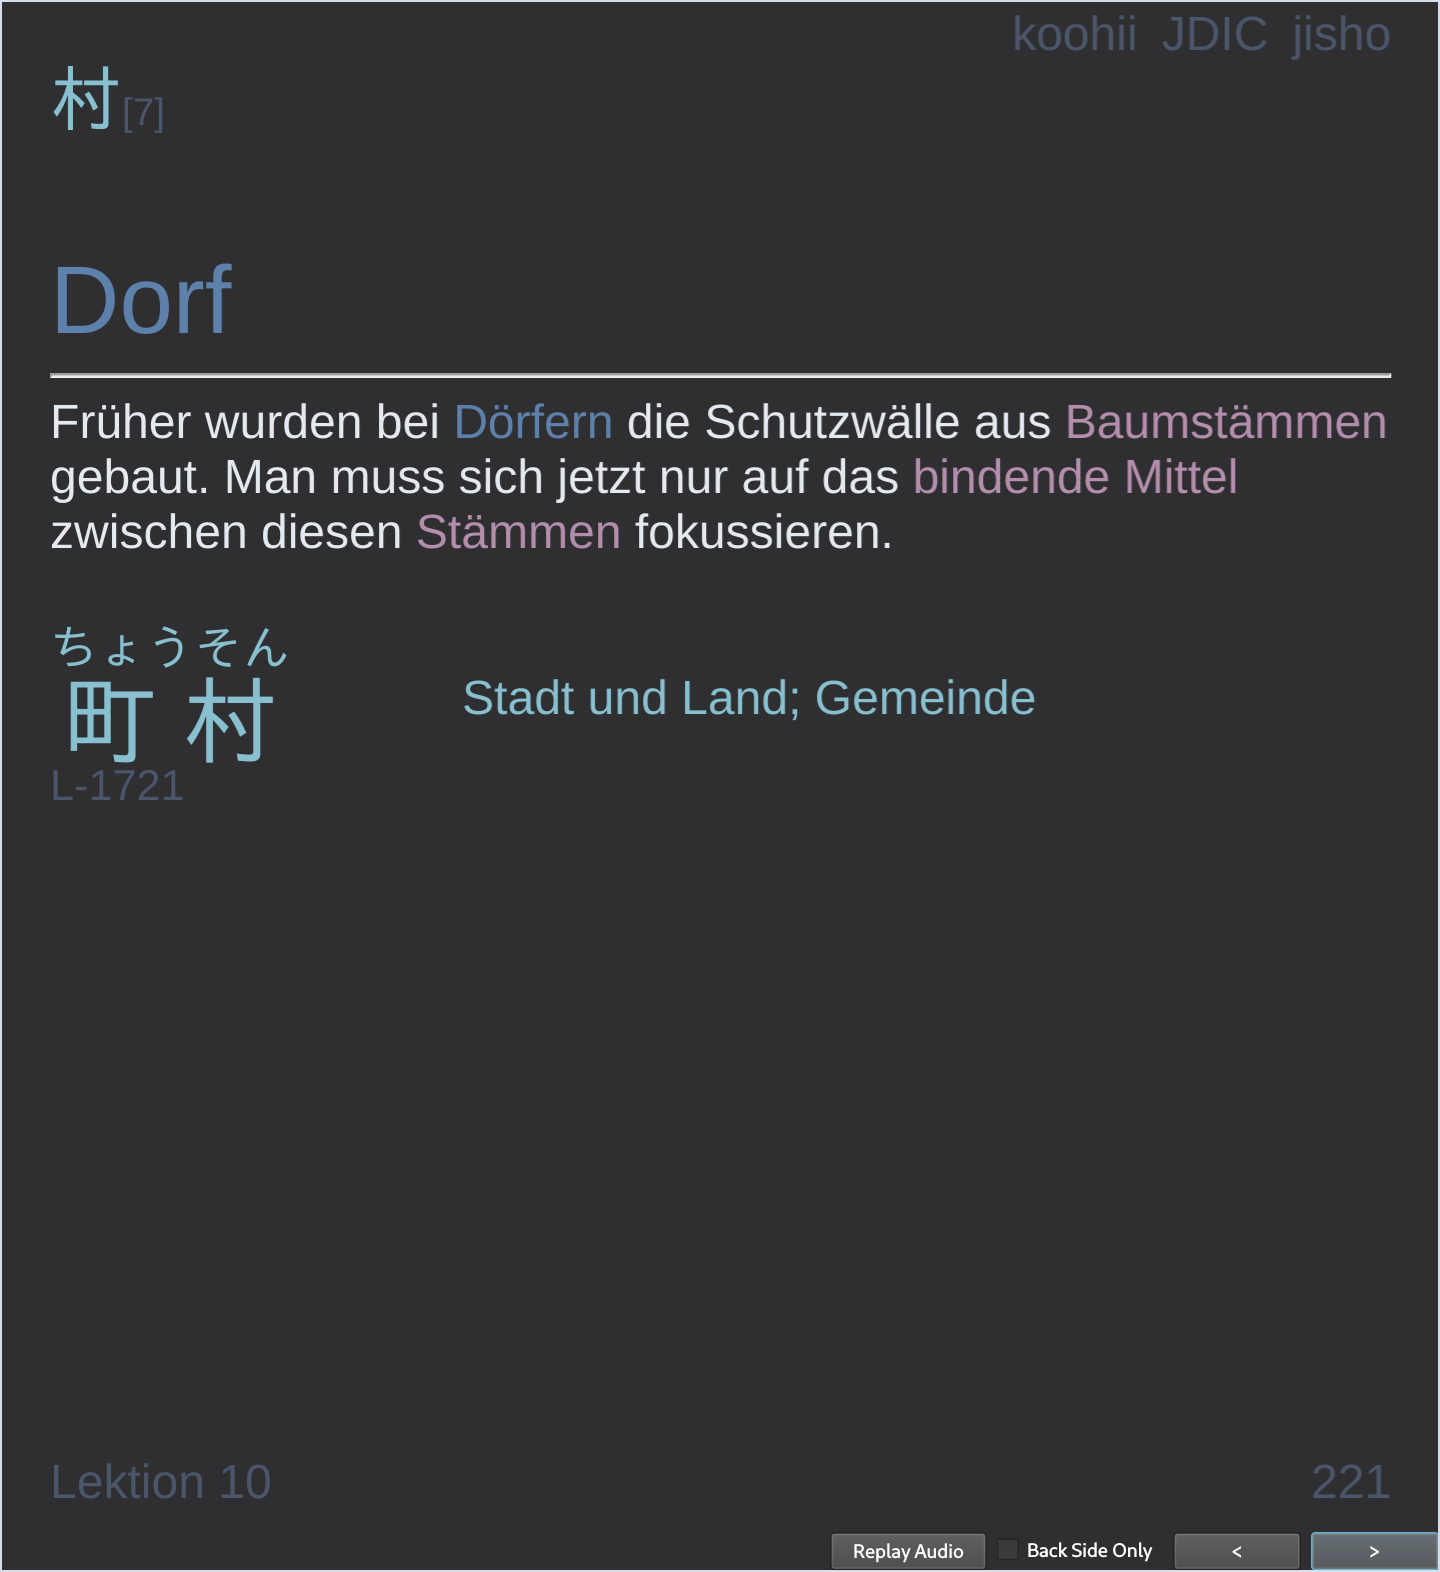 koohii JDIC jisho
村[7]
Dorf
Früher wurden bei Dörfern die Schutzwälle aus Baumstämmen
gebaut. Man muss sich jetzt nur auf das bindende Mittel
zwischen diesen Stämmen fokussieren.
ちょうそん
町村
Stadt und Land; Gemeinde
L-1721
Lektion 10
221
Replay Audio
Back Side Only
<
>